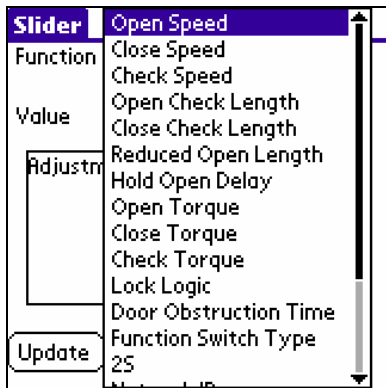 Slider
Function
Value
Adjustm
Update
Open Speed
Close Speed
Check Speed
Open Check Length
Close Check Length
Reduced Open Length
Hold Open Delay
Open Torque
Close Torque
Check Torque
Lock Logic
Door Obstruction Time
Function Switch Type
2S